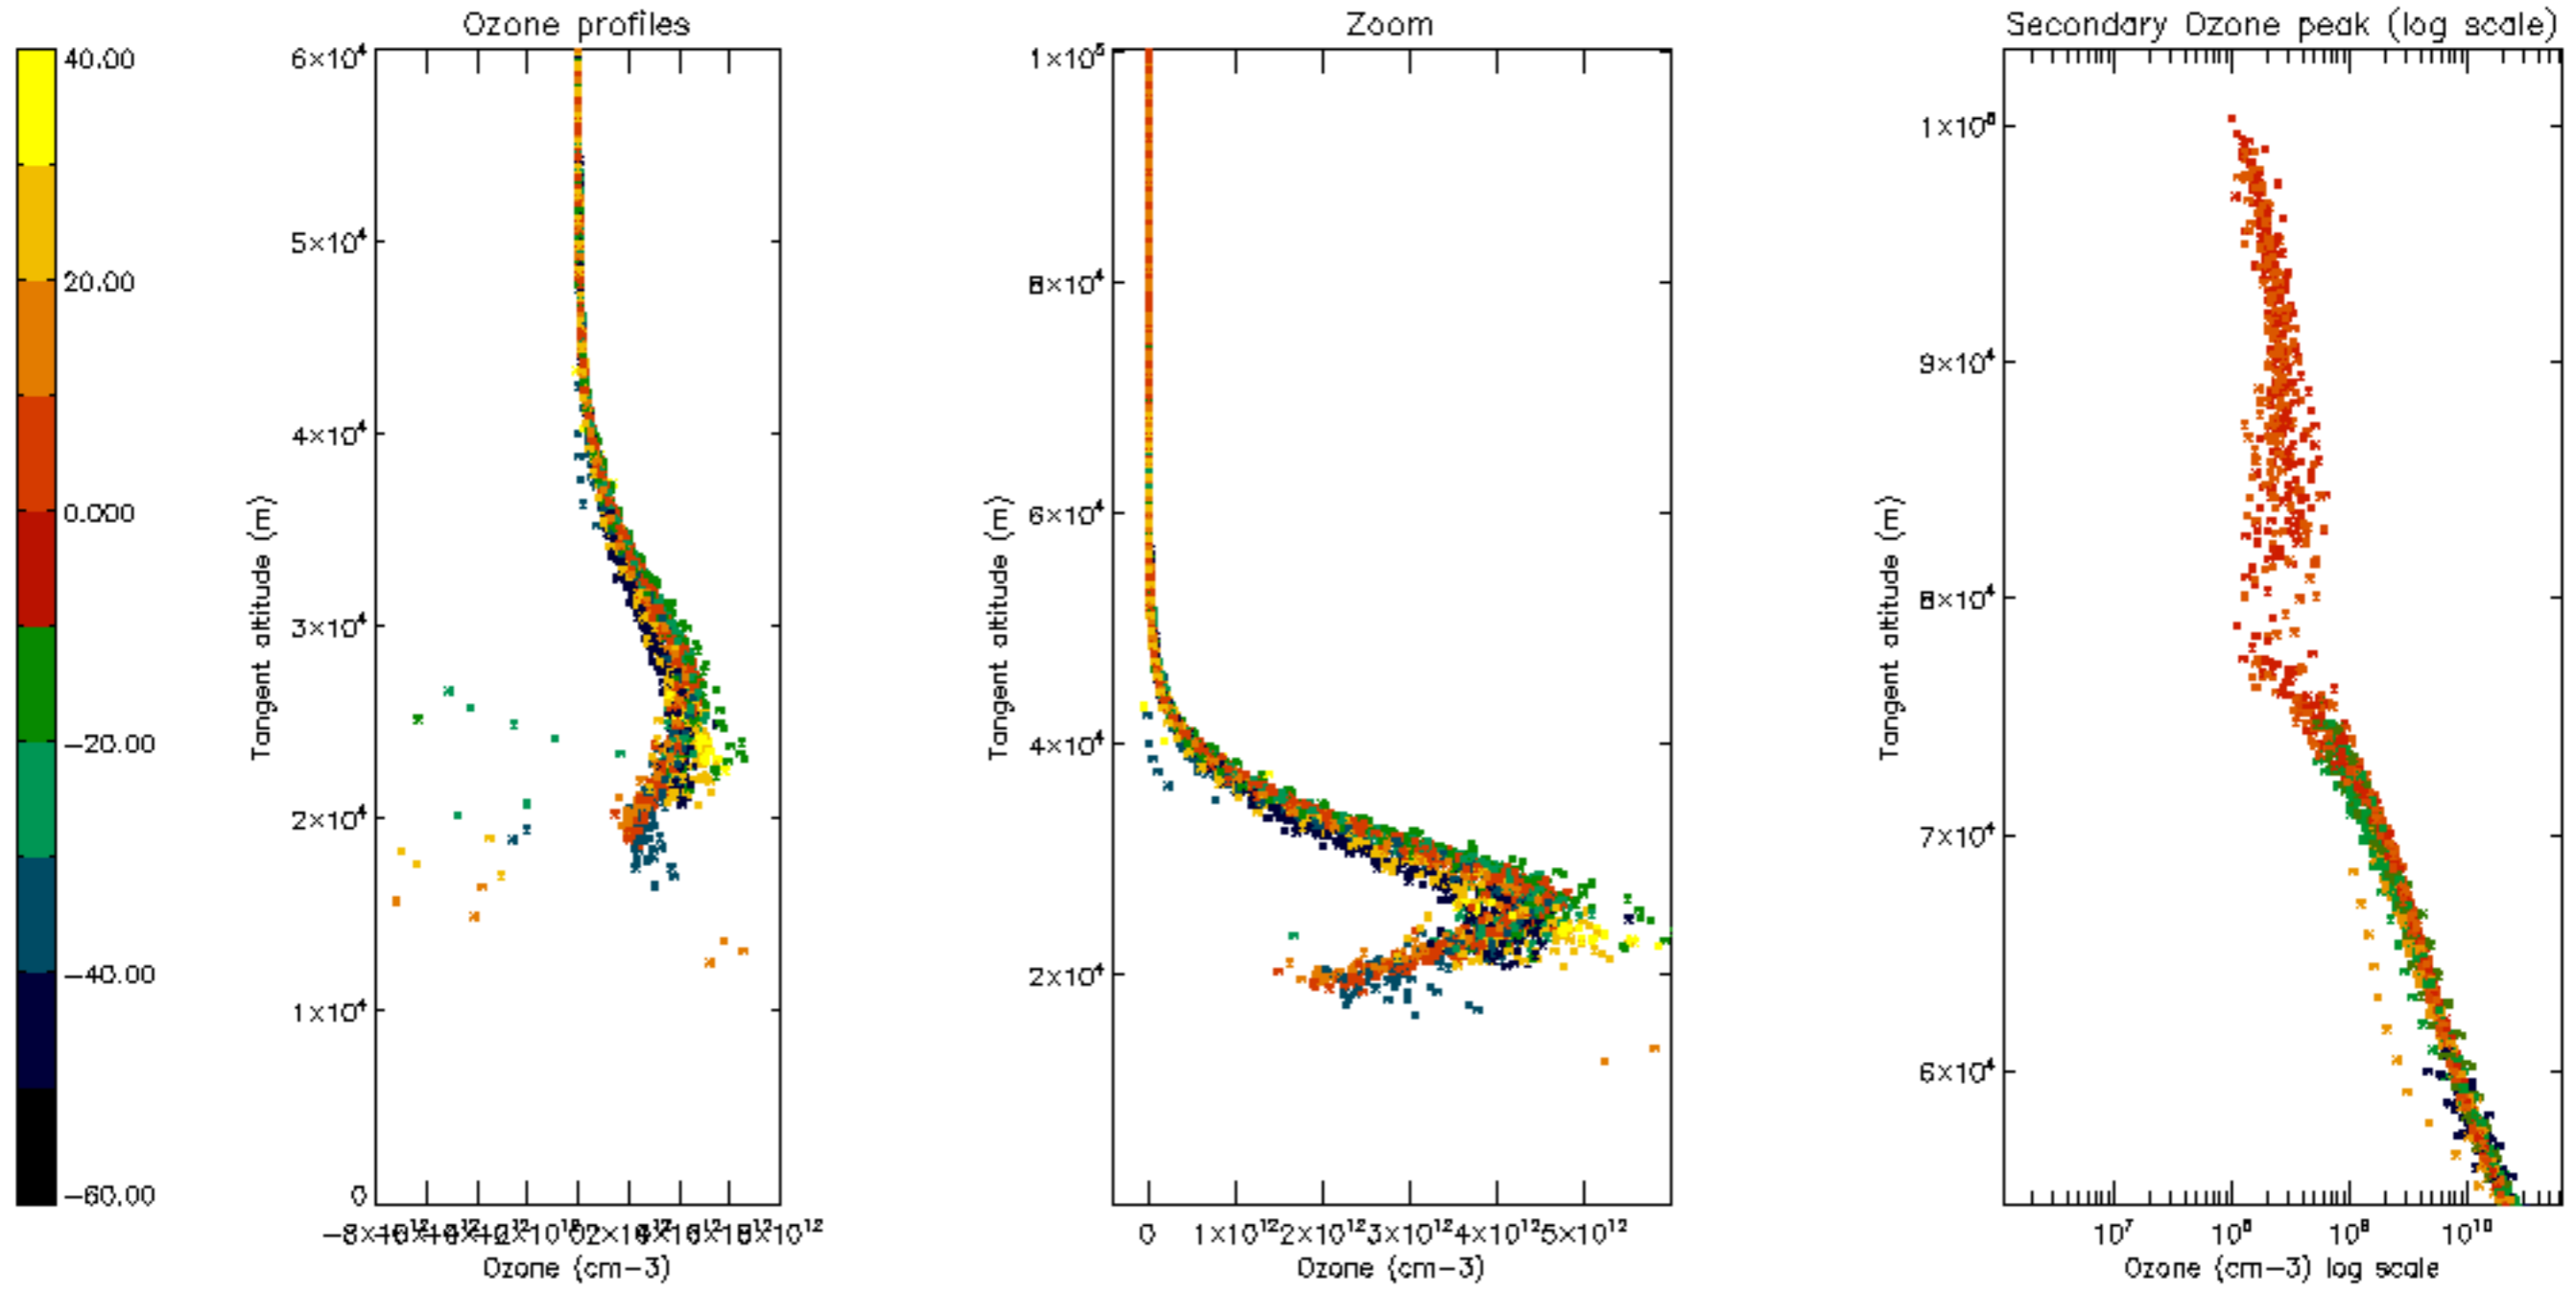 Ozone profiles
Zoom
Secondary Ozone peak (log scale)
40.00
20.00
0.000
-20.00
-40.00
-60.00
6×10⁴
5×10⁴
4×10⁴
3×10⁴
2×10⁴
1×10⁴
0
Tangent altitude (m)
Ozone (cm-3)
1×10⁵
8×10⁴
6×10⁴
4×10⁴
2×10⁴
Tangent altitude (m)
0 1×10¹² 2×10¹² 3×10¹² 4×10¹² 5×10¹²
Ozone (cm-3)
1×10⁵
9×10⁴
8×10⁴
7×10⁴
6×10⁴
Tangent altitude (m)
10⁷ 10⁸ 10⁹ 10¹⁰
Ozone (cm-3) log scale